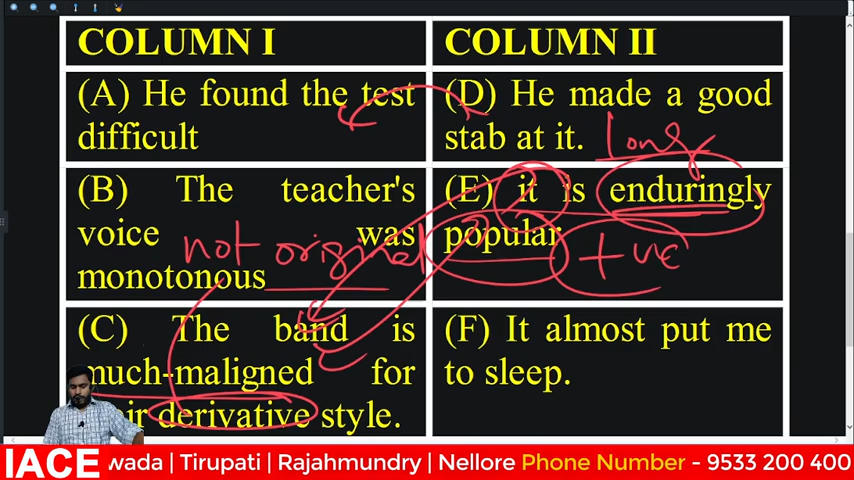 COLUMN I
COLUMN II
(A) He found the test
difficult
(D) He made a good
stab at it.
Long
(B) The teacher's
voice was
monotonous
not original
(E) it is enduringly
popular
+ve
(C) The band is
much-maligned for
derivative style.
(F) It almost put me
to sleep.
IACE
wada | Tirupati | Rajahmundry | Nellore Phone Number - 9533 200 400